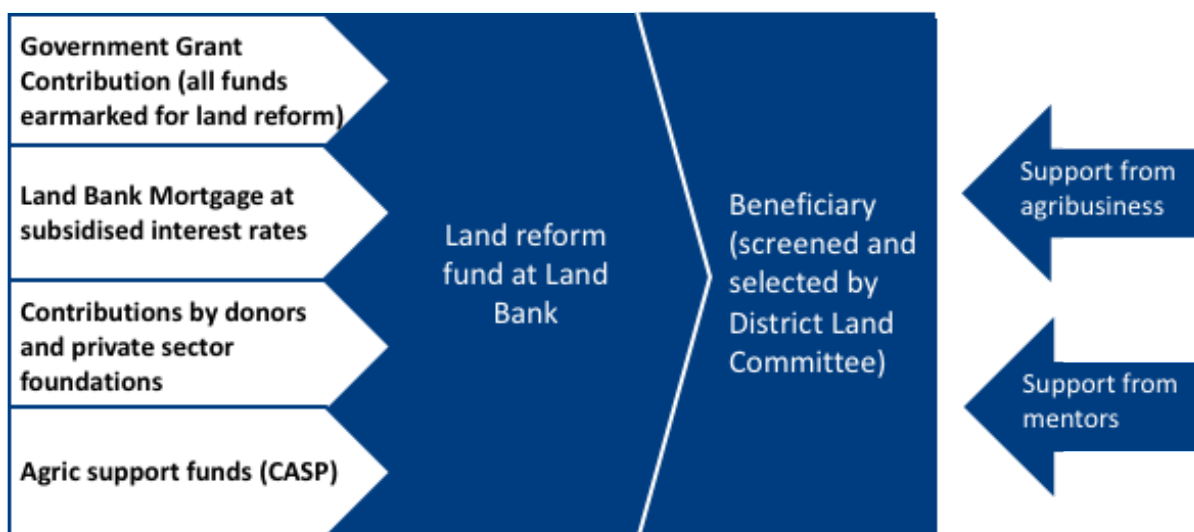 Government Grant
Contribution (all funds
earmarked for land reform)
Land Bank Mortgage at
subsidised interest rates
Contributions by donors
and private sector
foundations
Agric support funds (CASP)
Land reform
fund at Land
Bank
Beneficiary
(screened and
selected by
District Land
Committee)
Support from
agribusiness
Support from
mentors